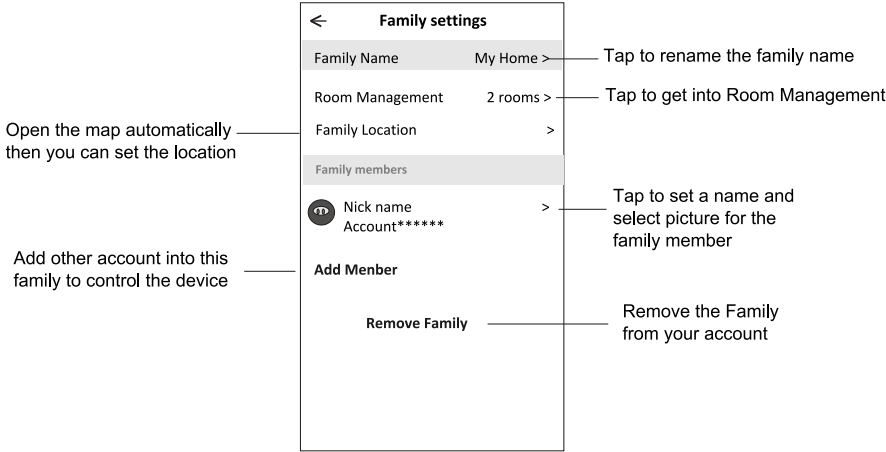 Family settings
Family Name My Home >
Tap to rename the family name
Room Management 2 rooms >
Tap to get into Room Management
Open the map automatically
then you can set the location
Family Location >
Family members
Nick name >
Account******
Tap to set a name and
select picture for the
family member
Add other account into this
family to control the device
Add Menber
Remove Family
Remove the Family
from your account